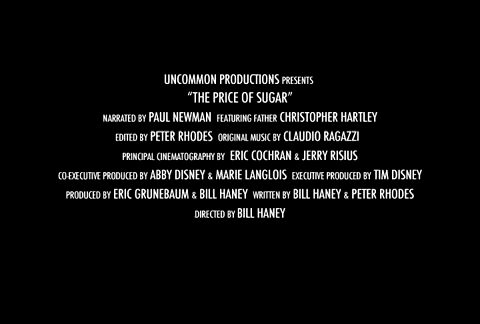 UNCOMMON PRODUCTIONS PRESENTS
“THE PRICE OF SUGAR”
NARRATED BY PAUL NEWMAN FEATURING FATHER CHRISTOPHER HARTLEY
EDITED BY PETER RHODES ORIGINAL MUSIC BY CLAUDIO RAGAZZI
PRINCIPAL CINEMATOGRAPHY BY ERIC COCHRAN & JERRY RISIUS
CO-EXECUTIVE PRODUCED BY ABBY DISNEY & MARIE LANGLOIS EXECUTIVE PRODUCED BY TIM DISNEY
PRODUCED BY ERIC GRUNEBAUM & BILL HANEY WRITTEN BY BILL HANEY & PETER RHODES
DIRECTED BY BILL HANEY